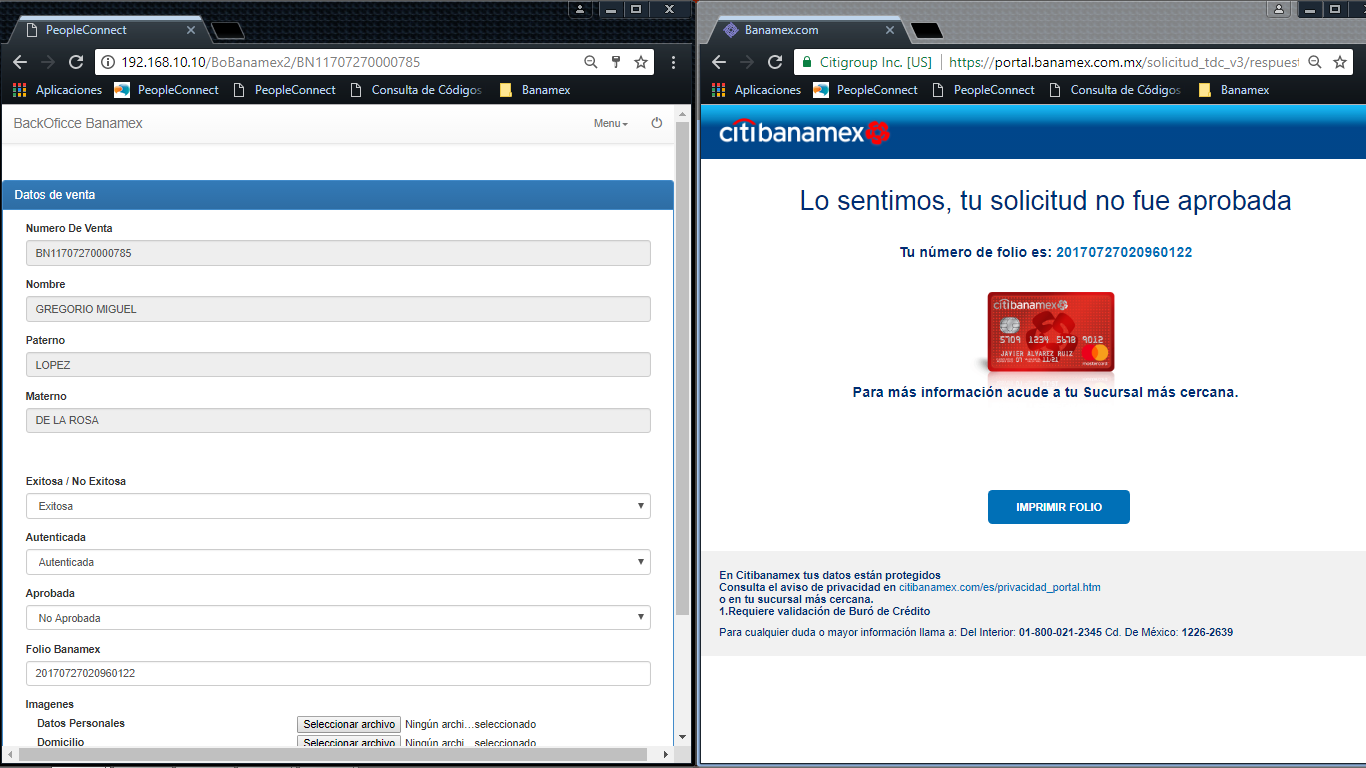 PeopleConnect
192.168.10.10/BoBanamex2/BN11707270000785
Aplicaciones PeopleConnect PeopleConnect Consulta de Códigos Banamex
BackOficce Banamex Menu
Datos de venta
Numero De Venta
BN11707270000785
Nombre
GREGORIO MIGUEL
Paterno
LOPEZ
Materno
DE LA ROSA
Exitosa / No Exitosa
Exitosa
Autenticada
Autenticada
Aprobada
No Aprobada
Folio Banamex
20170727020960122
Imagenes
Datos Personales Seleccionar archivo Ningún archi…seleccionado
Domicilio Seleccionar archivo Ningún archi…seleccionado
Banamex.com
Citigroup Inc. [US] https://portal.banamex.com.mx/solicitud_tdc_v3/respuest
Aplicaciones PeopleConnect PeopleConnect Consulta de Códigos Banamex
citibanamex
Lo sentimos, tu solicitud no fue aprobada
Tu número de folio es: 20170727020960122
citibanamex
5709 1234 5678 9012
JAVIER ALVAREZ RUIZ
07 11/21
mastercard
Para más información acude a tu Sucursal más cercana.
IMPRIMIR FOLIO
En Citibanamex tus datos están protegidos
Consulta el aviso de privacidad en citibanamex.com/es/privacidad_portal.htm
o en tu sucursal más cercana.
1.Requiere validación de Buró de Crédito
Para cualquier duda o mayor información llama a: Del Interior: 01-800-021-2345 Cd. De México: 1226-2639